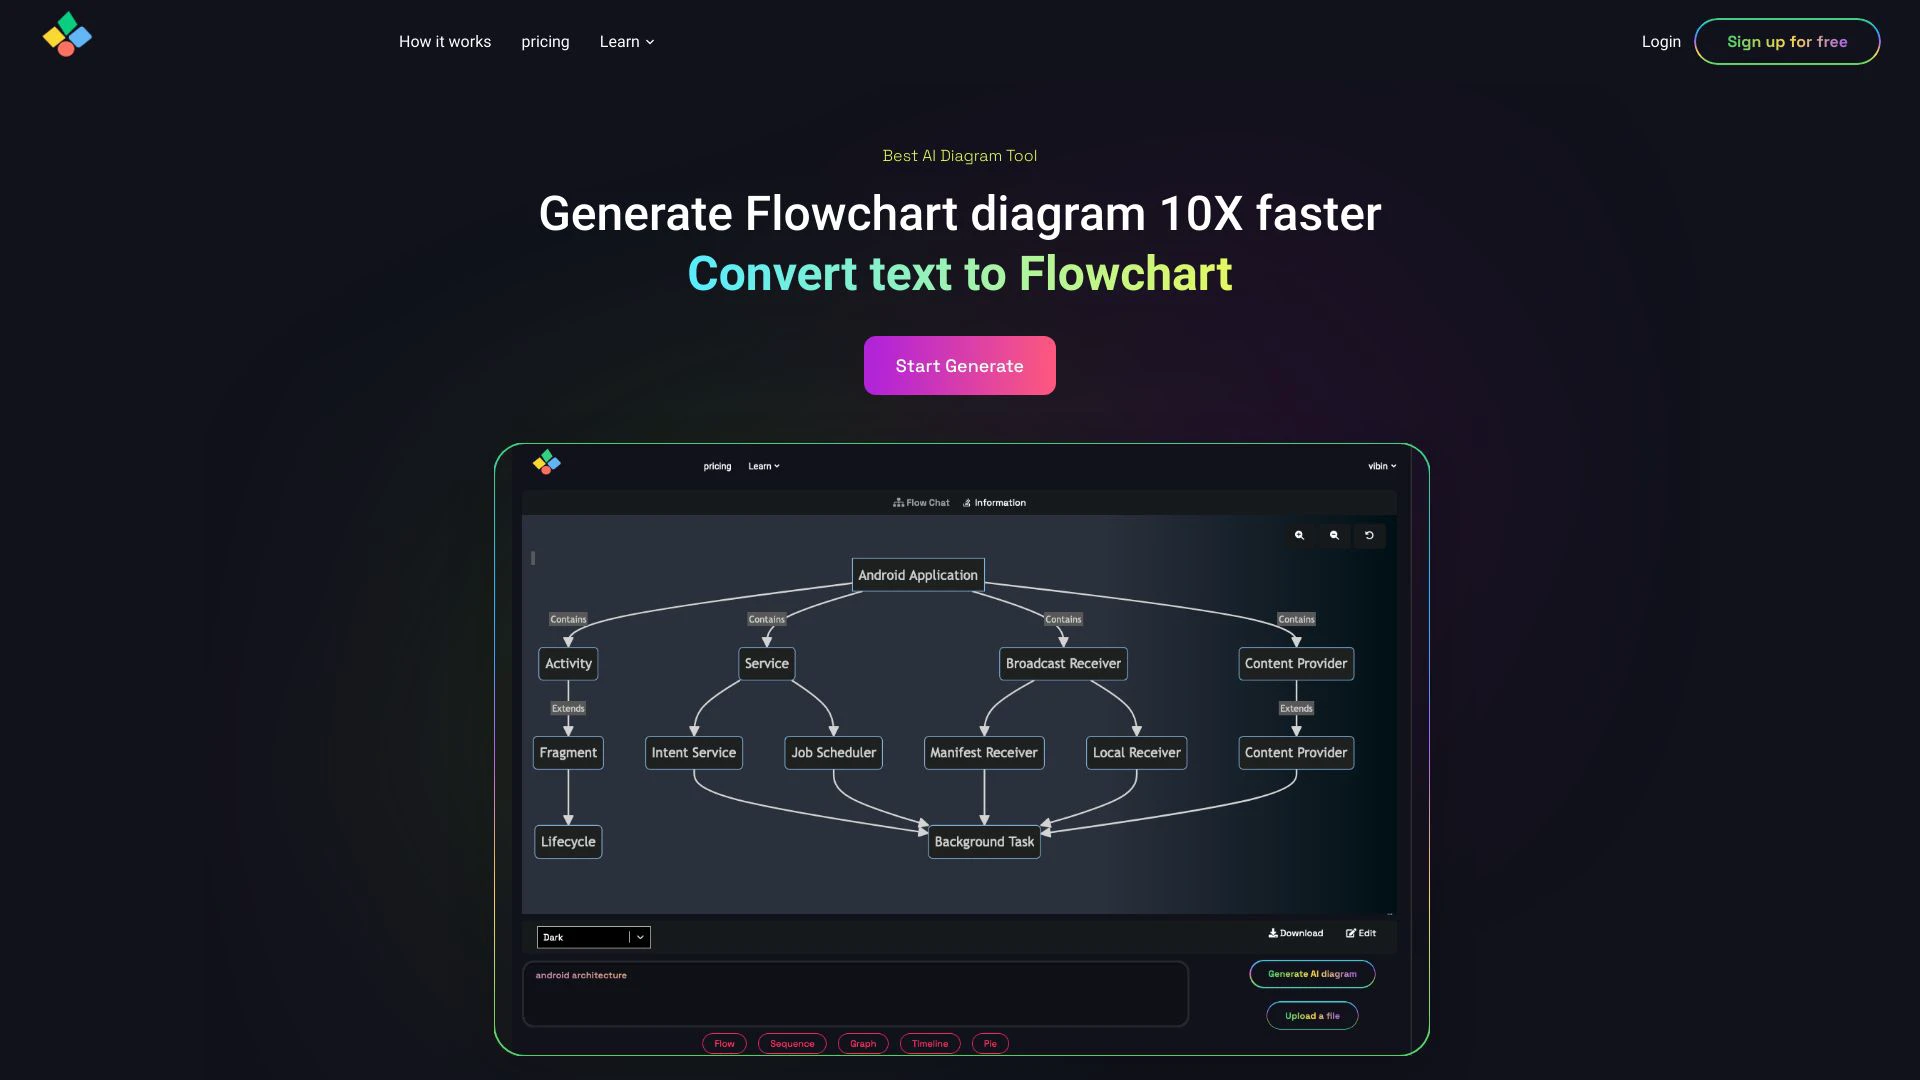 How it works
pricing
Learn
Login
Sign up for free
Best AI Diagram Tool
Generate Flowchart diagram 10X faster
Convert text to Flowchart
Start Generate
pricing
Learn
vibin
Flow Chat
Information
Android Application
Contains
Contains
Contains
Contains
Activity
Service
Broadcast Receiver
Content Provider
Extends
Extends
Fragment
Intent Service
Job Scheduler
Manifest Receiver
Local Receiver
Content Provider
Lifecycle
Background Task
Dark
Download
Edit
android architecture
Generate AI diagram
Upload a file
Flow
Sequence
Graph
Timeline
Pie